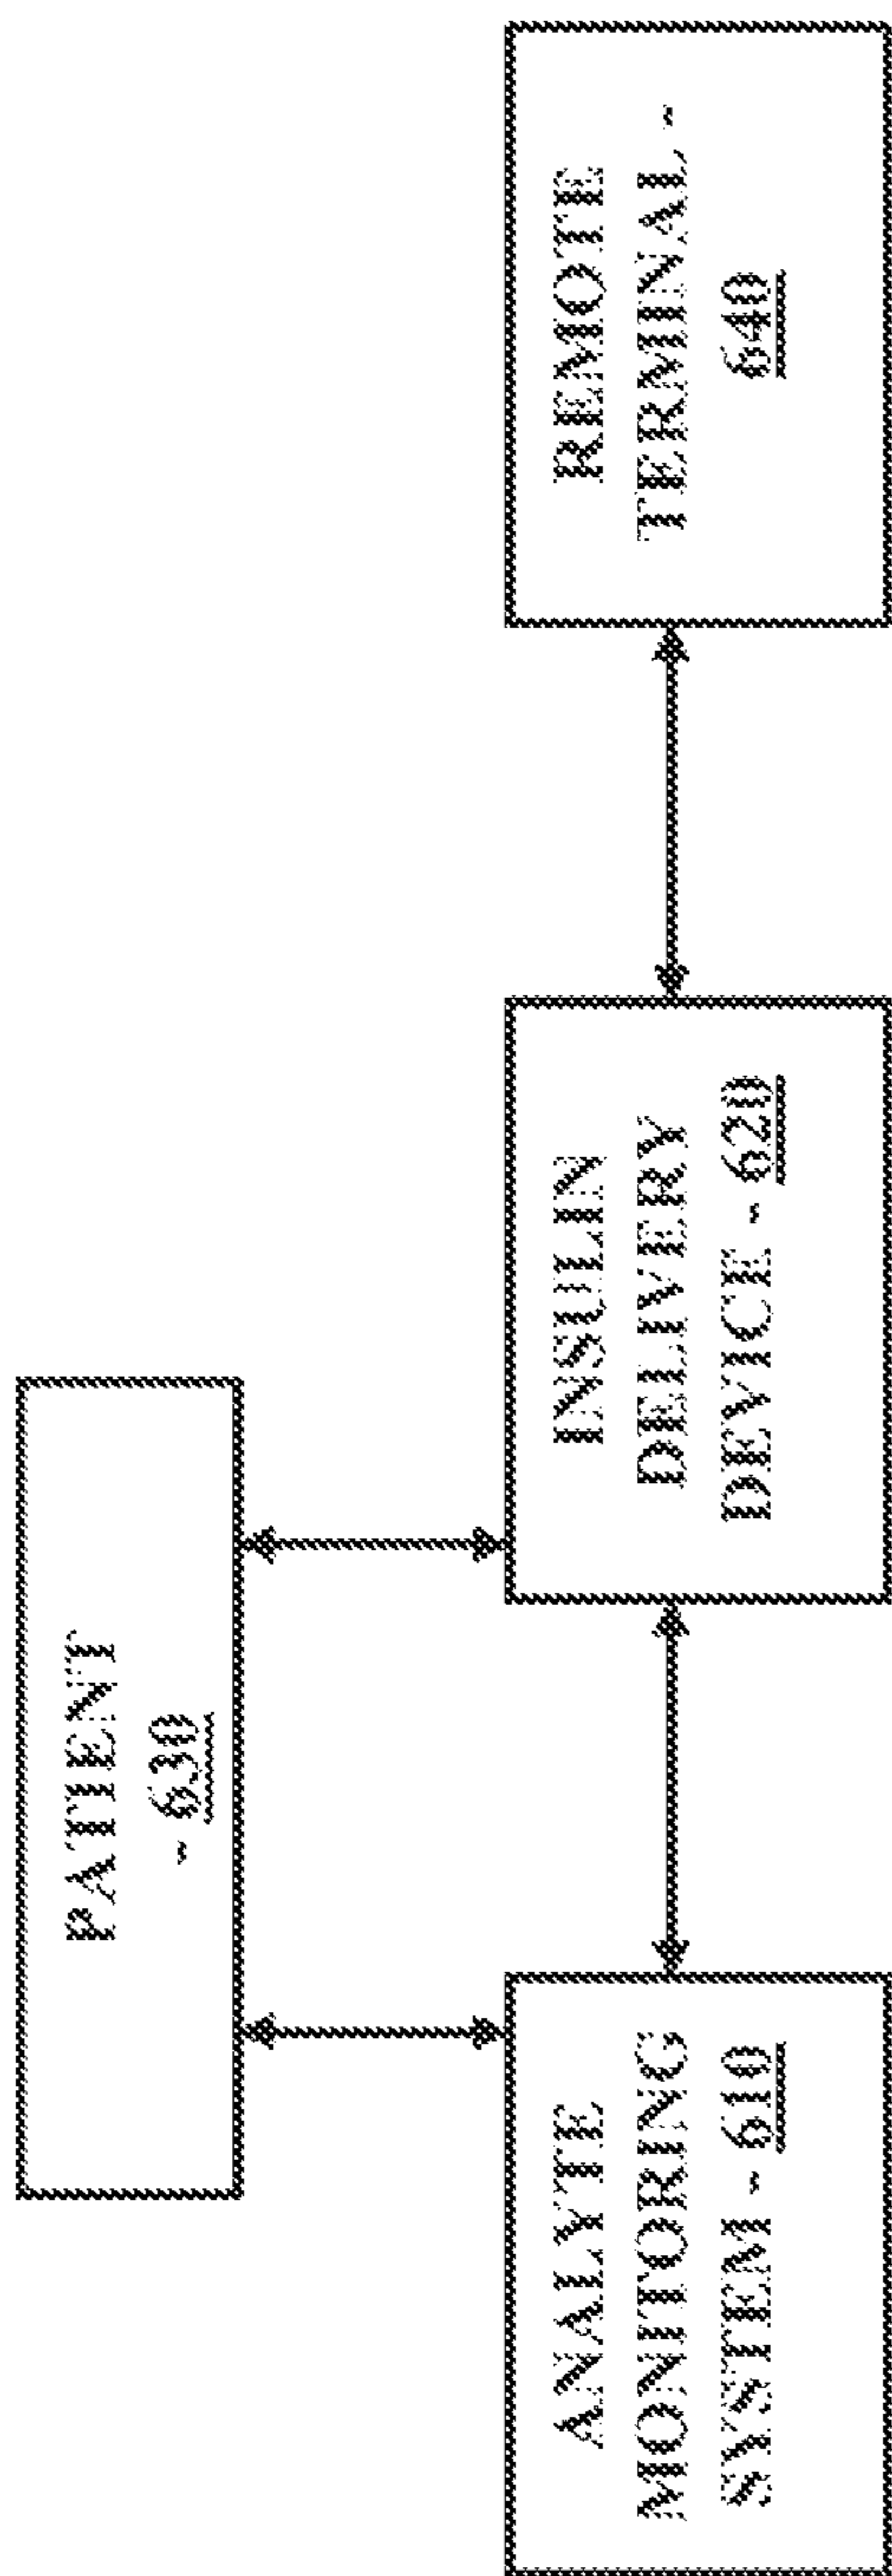 PATIENT
- 630
ANALYTE
MONITORING
SYSTEM - 610
INSULIN
DELIVERY
DEVICE - 620
REMOTE
TERMINAL -
640